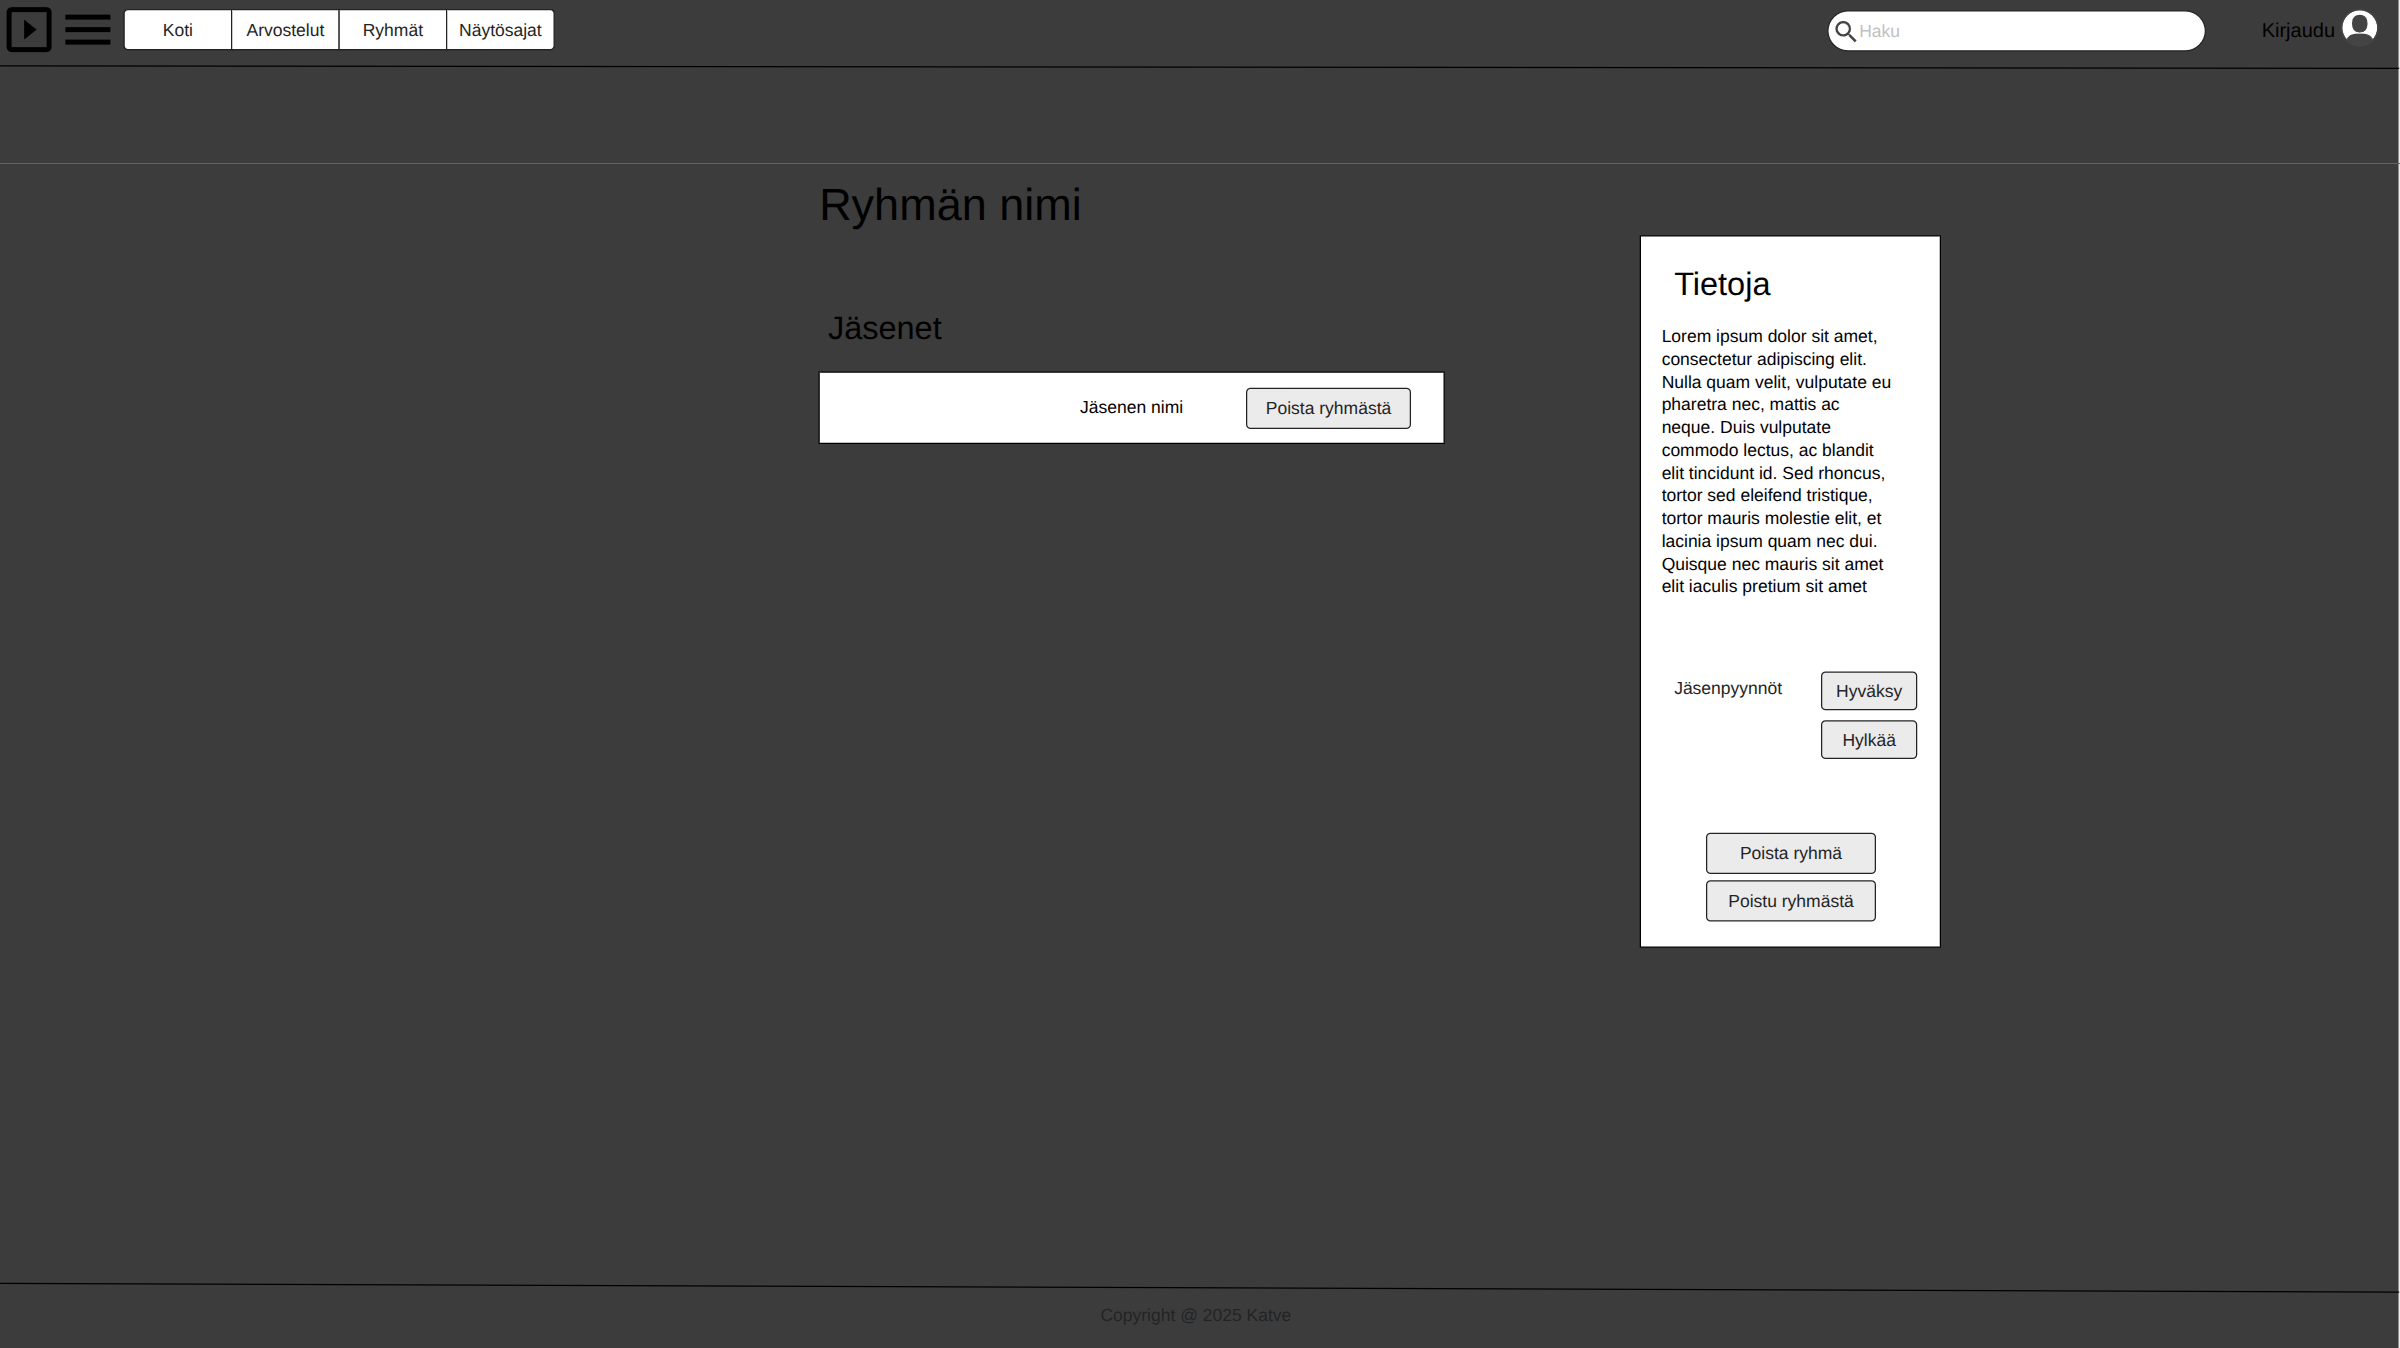 Koti
Arvostelut
Ryhmät
Näytösajat
Haku
Kirjaudu
Ryhmän nimi
Jäsenet
Jäsenen nimi
Poista ryhmästä
Tietoja
Lorem ipsum dolor sit amet,
consectetur adipiscing elit.
Nulla quam velit, vulputate eu
pharetra nec, mattis ac
neque. Duis vulputate
commodo lectus, ac blandit
elit tincidunt id. Sed rhoncus,
tortor sed eleifend tristique,
tortor mauris molestie elit, et
lacinia ipsum quam nec dui.
Quisque nec mauris sit amet
elit iaculis pretium sit amet
Jäsenpyynnöt
Hyväksy
Hylkää
Poista ryhmä
Poistu ryhmästä
Copyright @ 2025 Katve